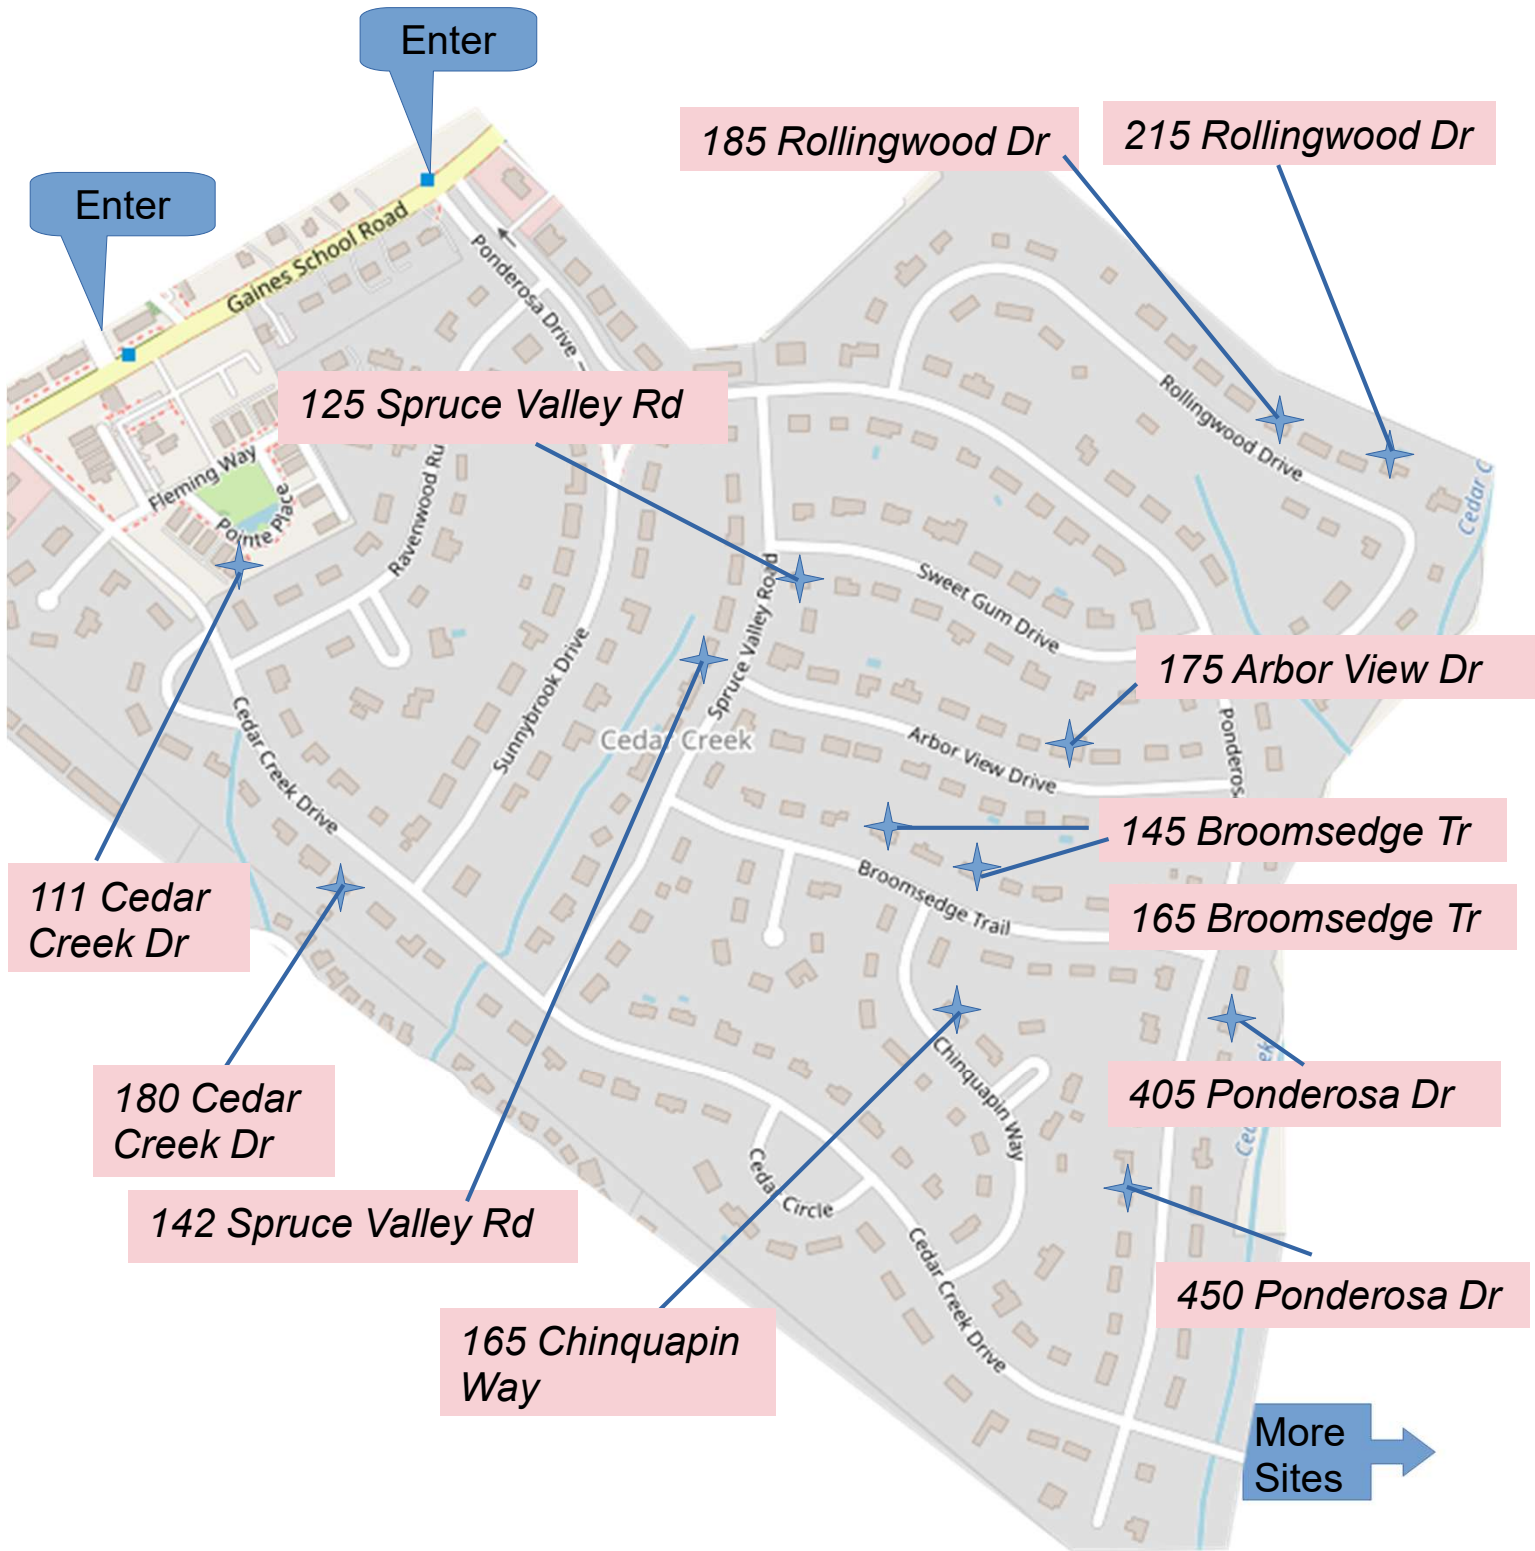 Enter
Enter
185 Rollingwood Dr
215 Rollingwood Dr
Gaines School Road
Ponderosa Drive
125 Spruce Valley Rd
Rollingwood Drive
Fleming Way
Pointe Place
Ravenwood Ru
Cedar C
Sweet Gum Drive
Spruce Valley Road
Sunnybrook Drive
175 Arbor View Dr
Cedar Creek
Cedar Creek Drive
Arbor View Drive
Ponderos
145 Broomsedge Tr
Broomsedge Trail
165 Broomsedge Tr
111 Cedar
Creek Dr
Chinquapin Way
405 Ponderosa Dr
180 Cedar
Creek Dr
Cedar Circle
142 Spruce Valley Rd
Cedar Creek Drive
450 Ponderosa Dr
165 Chinquapin
Way
More
Sites